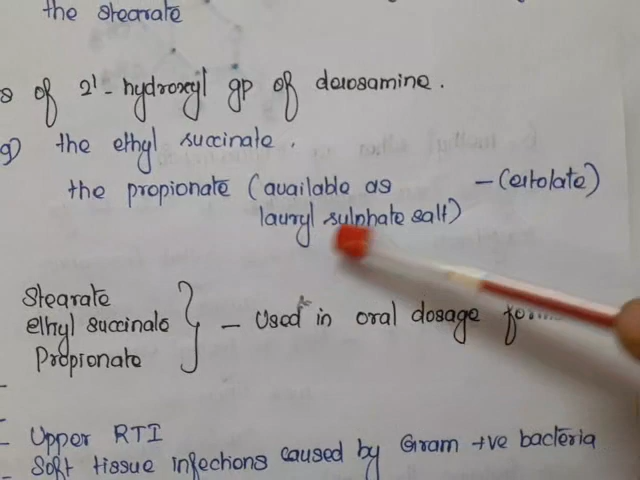 the stearate
s of 2'-hydroxyl gp of desosamine.
g) the ethyl succinate.
the propionate (available as - (estolate)
lauryl sulphate salt)
Stearate
ethyl succinate } - Used in oral dosage
Propionate
Upper RTI
Soft tissue infections caused by Gram +ve bacteria